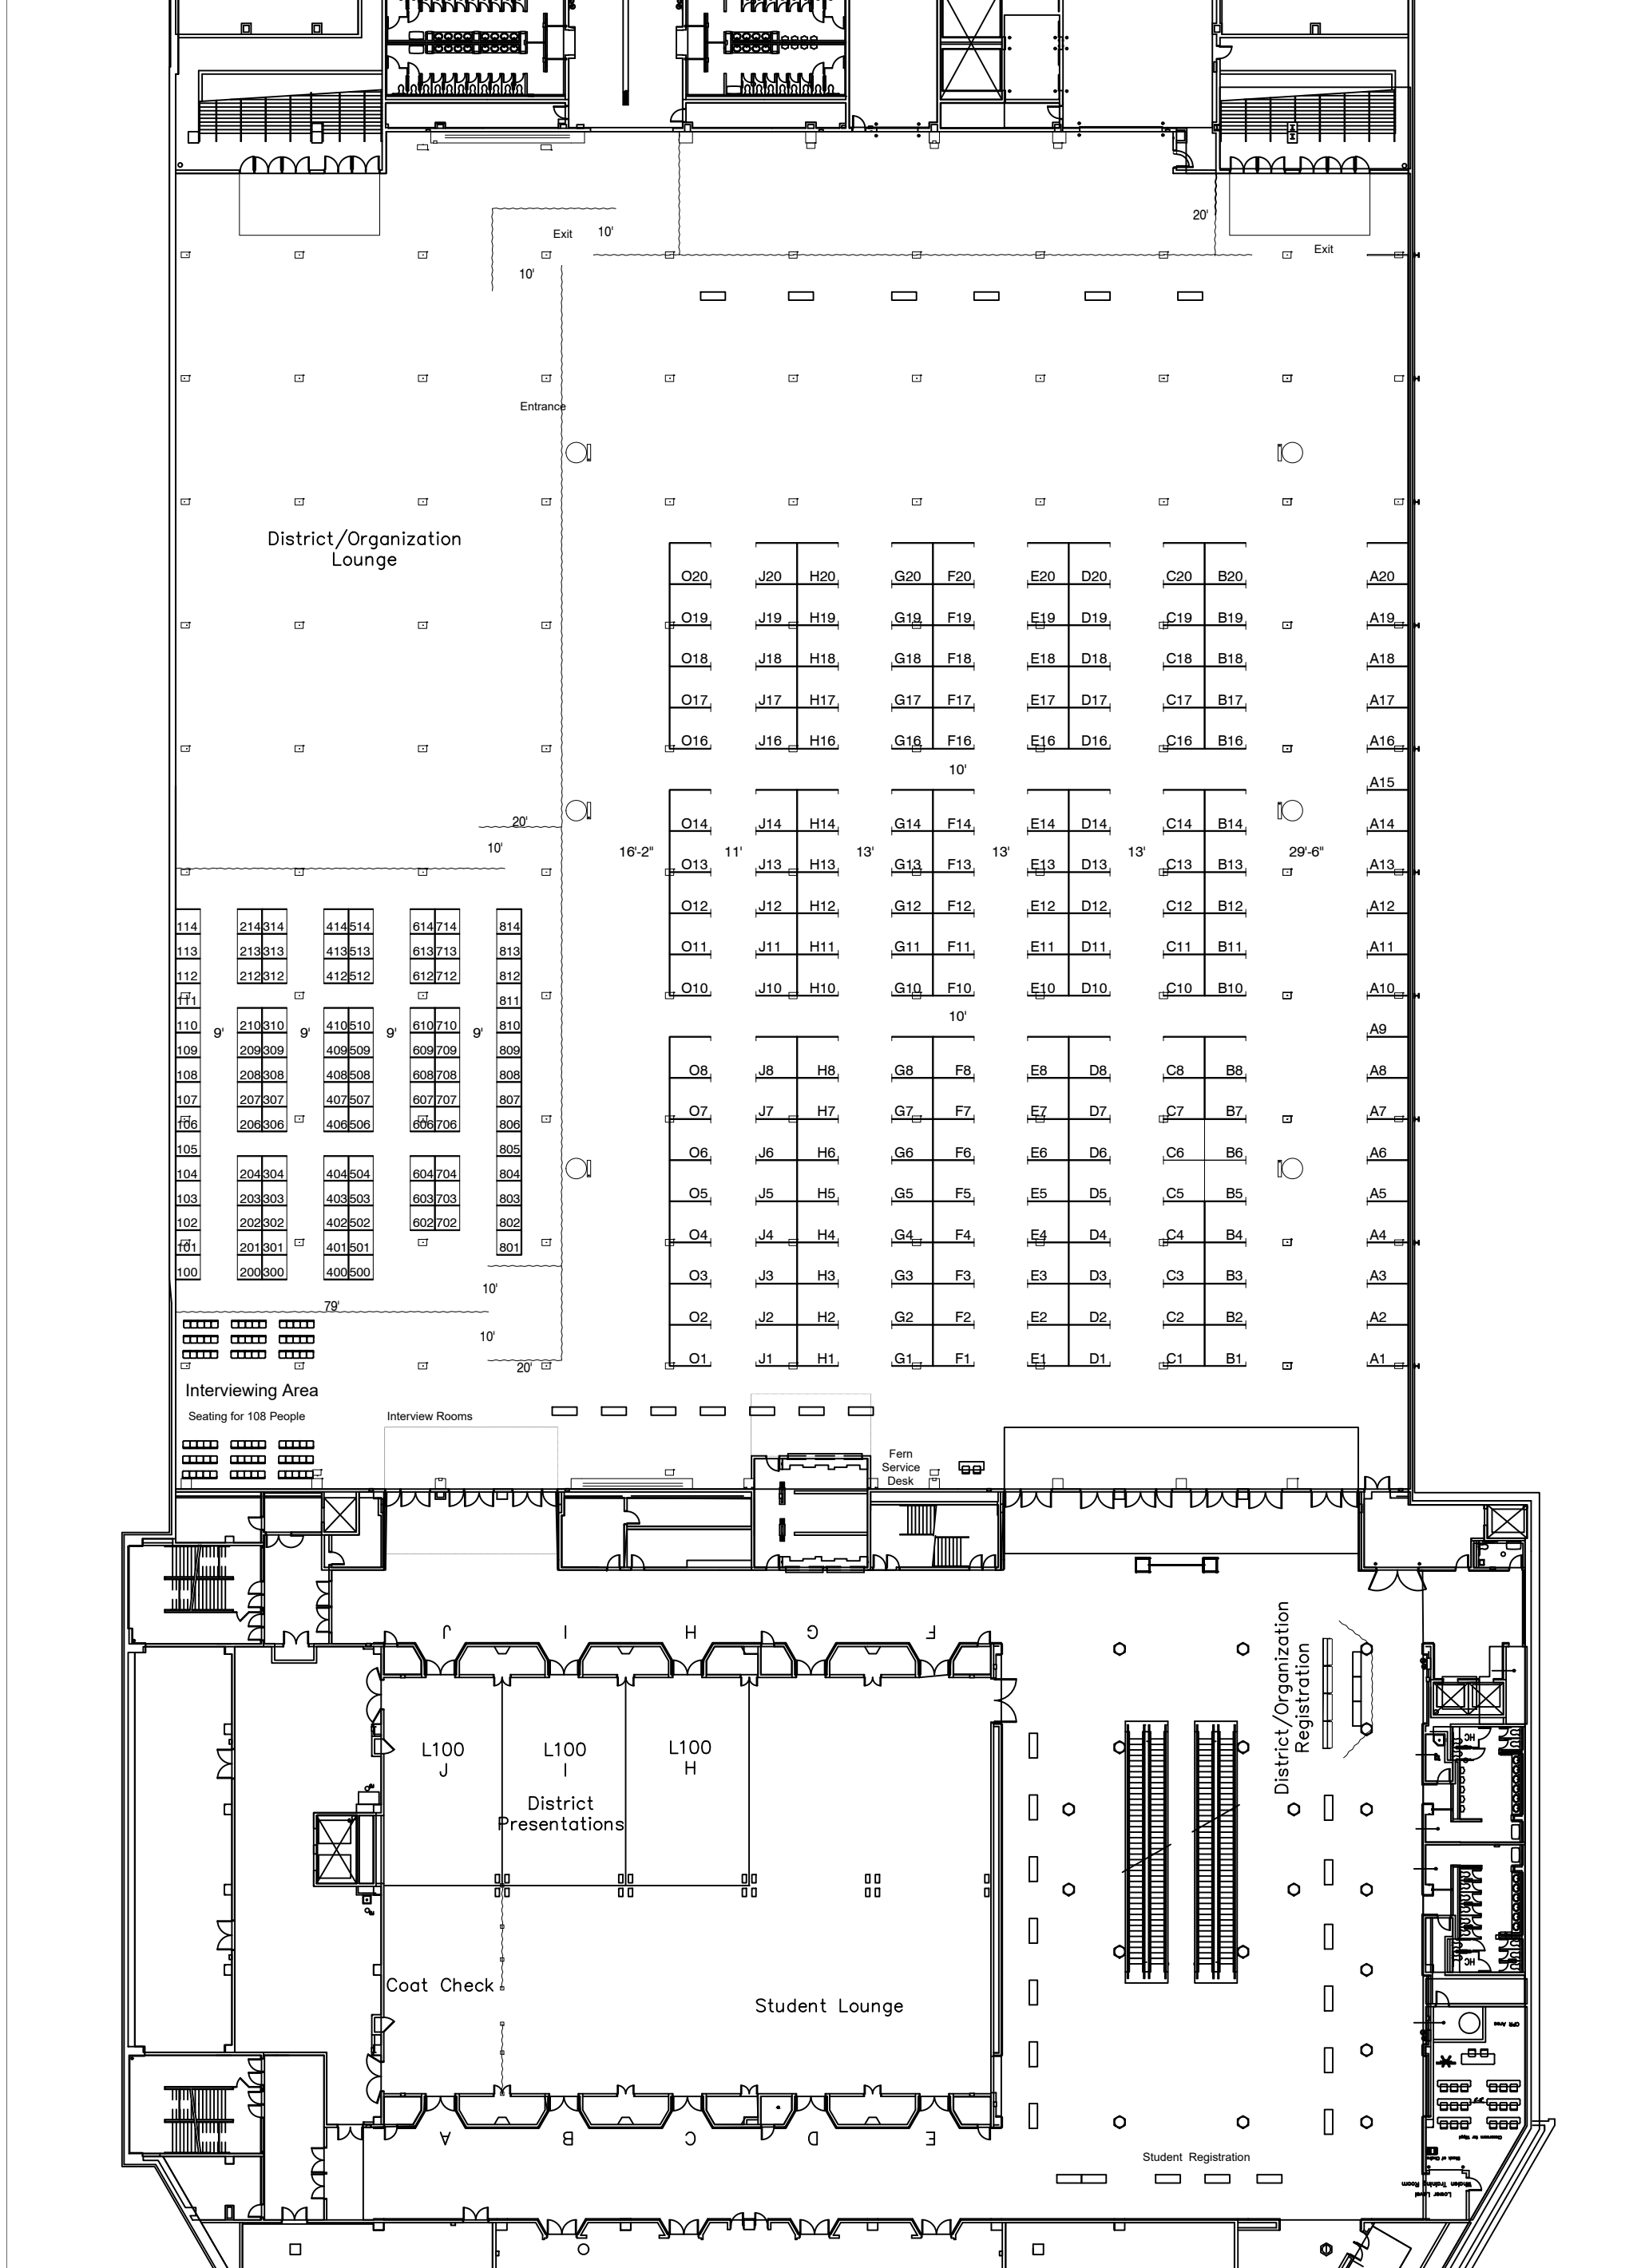 20'
Exit
10'
Exit
10'
Entrance
District/Organization
Lounge
O20 J20 H20 G20 F20 E20 D20 C20 B20 A20
O19 J19 H19 G19 F19 E19 D19 C19 B19 A19
O18 J18 H18 G18 F18 E18 D18 C18 B18 A18
O17 J17 H17 G17 F17 E17 D17 C17 B17 A17
O16 J16 H16 G16 F16 E16 D16 C16 B16 A16
10'
A15
20'
O14 J14 H14 G14 F14 E14 D14 C14 B14 A14
10' 16'-2" 11' 13' 13' 13' 29'-6"
O13 J13 H13 G13 F13 E13 D13 C13 B13 A13
O12 J12 H12 G12 F12 E12 D12 C12 B12 A12
114 214 314 414 514 614 714 814
O11 J11 H11 G11 F11 E11 D11 C11 B11 A11
113 213 313 413 513 613 713 813
112 212 312 412 512 612 712 812
O10 J10 H10 G10 F10 E10 D10 C10 B10 A10
111 811
10'
110 210 310 410 510 610 710 810
9' 9' 9' 9'
A9
109 209 309 409 509 609 709 809
O8 J8 H8 G8 F8 E8 D8 C8 B8 A8
108 208 308 408 508 608 708 808
107 207 307 407 507 607 707 807
O7 J7 H7 G7 F7 E7 D7 C7 B7 A7
106 206 306 406 506 606 706 806
105 805
O6 J6 H6 G6 F6 E6 D6 C6 B6 A6
104 204 304 404 504 604 704 804
O5 J5 H5 G5 F5 E5 D5 C5 B5 A5
103 203 303 403 503 603 703 803
102 202 302 402 502 602 702 802
O4 J4 H4 G4 F4 E4 D4 C4 B4 A4
101 201 301 401 501 801
100 200 300 400 500
O3 J3 H3 G3 F3 E3 D3 C3 B3 A3
10'
79'
O2 J2 H2 G2 F2 E2 D2 C2 B2 A2
10'
O1 J1 H1 G1 F1 E1 D1 C1 B1 A1
20'
Interviewing Area
Seating for 108 People
Interview Rooms
Fern
Service
Desk
J I H G F
District/Organization
Registration
L100
J
L100
I
L100
H
HC
District
Presentations
HC
Coat Check
Student Lounge
CPR Area
A B C D E
Student Registration
Whalen Training Room
Lower Level